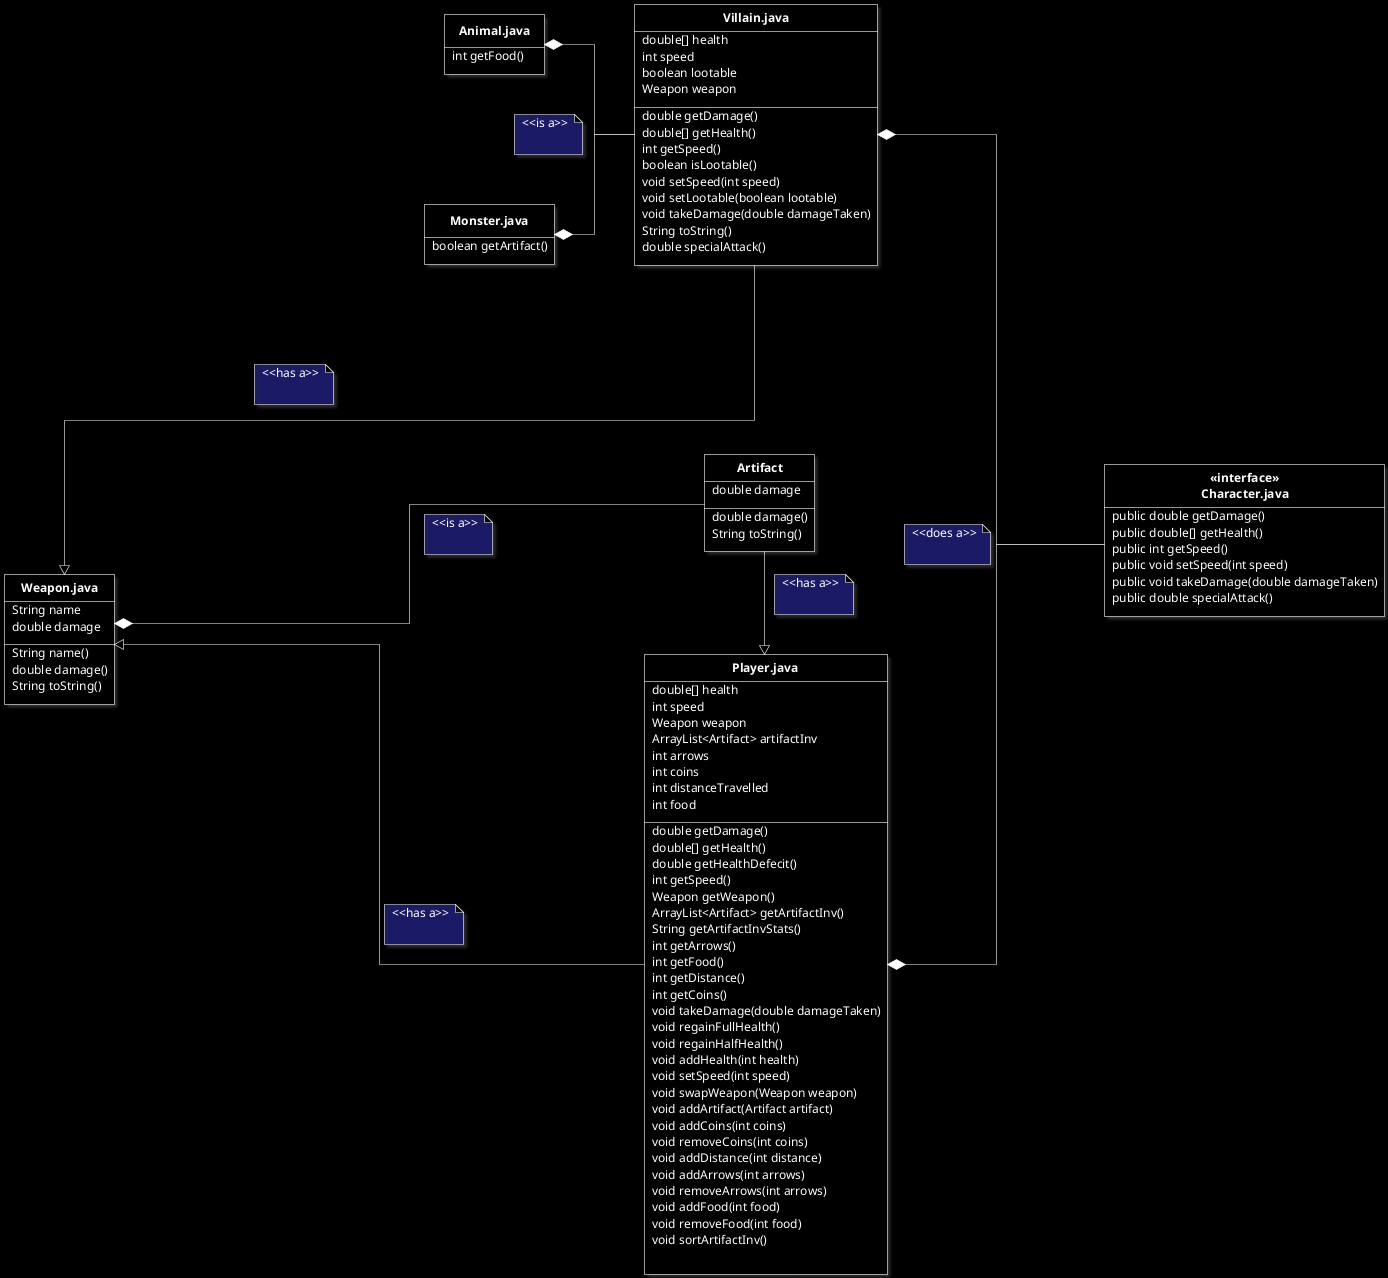 Animal.java
int getFood()
Villain.java
double[] health
int speed
boolean lootable
Weapon weapon
double getDamage()
double[] getHealth()
int getSpeed()
boolean isLootable()
void setSpeed(int speed)
void setLootable(boolean lootable)
void takeDamage(double damageTaken)
String toString()
double specialAttack()
<<is a>>
Monster.java
boolean getArtifact()
<<has a>>
Artifact
double damage
double damage()
String toString()
<<is a>>
<<does a>>
«interface»
Character.java
public double getDamage()
public double[] getHealth()
public int getSpeed()
public void setSpeed(int speed)
public void takeDamage(double damageTaken)
public double specialAttack()
Weapon.java
String name
double damage
String name()
double damage()
String toString()
<<has a>>
Player.java
double[] health
int speed
Weapon weapon
ArrayList<Artifact> artifactInv
int arrows
int coins
int distanceTravelled
int food
double getDamage()
double[] getHealth()
double getHealthDefecit()
int getSpeed()
Weapon getWeapon()
ArrayList<Artifact> getArtifactInv()
String getArtifactInvStats()
int getArrows()
int getFood()
int getDistance()
int getCoins()
void takeDamage(double damageTaken)
void regainFullHealth()
void regainHalfHealth()
void addHealth(int health)
void setSpeed(int speed)
void swapWeapon(Weapon weapon)
void addArtifact(Artifact artifact)
void addCoins(int coins)
void removeCoins(int coins)
void addDistance(int distance)
void addArrows(int arrows)
void removeArrows(int arrows)
void addFood(int food)
void removeFood(int food)
void sortArtifactInv()
<<has a>>